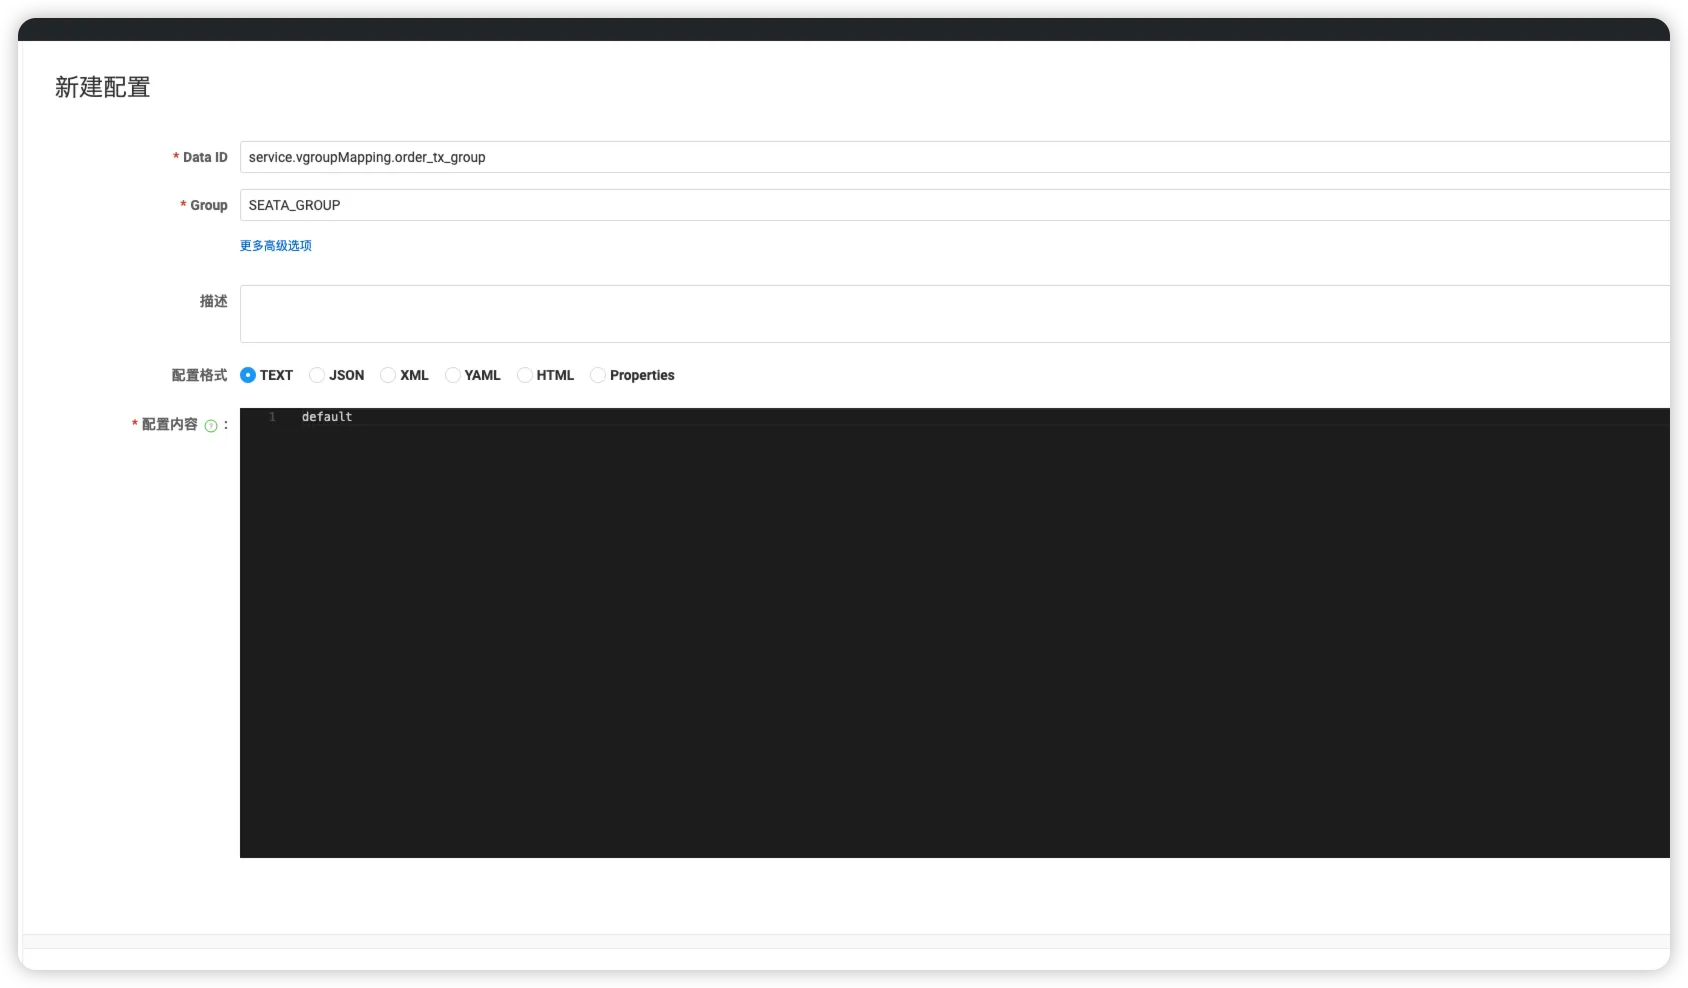 新建配置
* Data ID service.vgroupMapping.order_tx_group
* Group SEATA_GROUP
更多高级选项
描述
配置格式 TEXT JSON XML YAML HTML Properties
* 配置内容 ? :
1 default